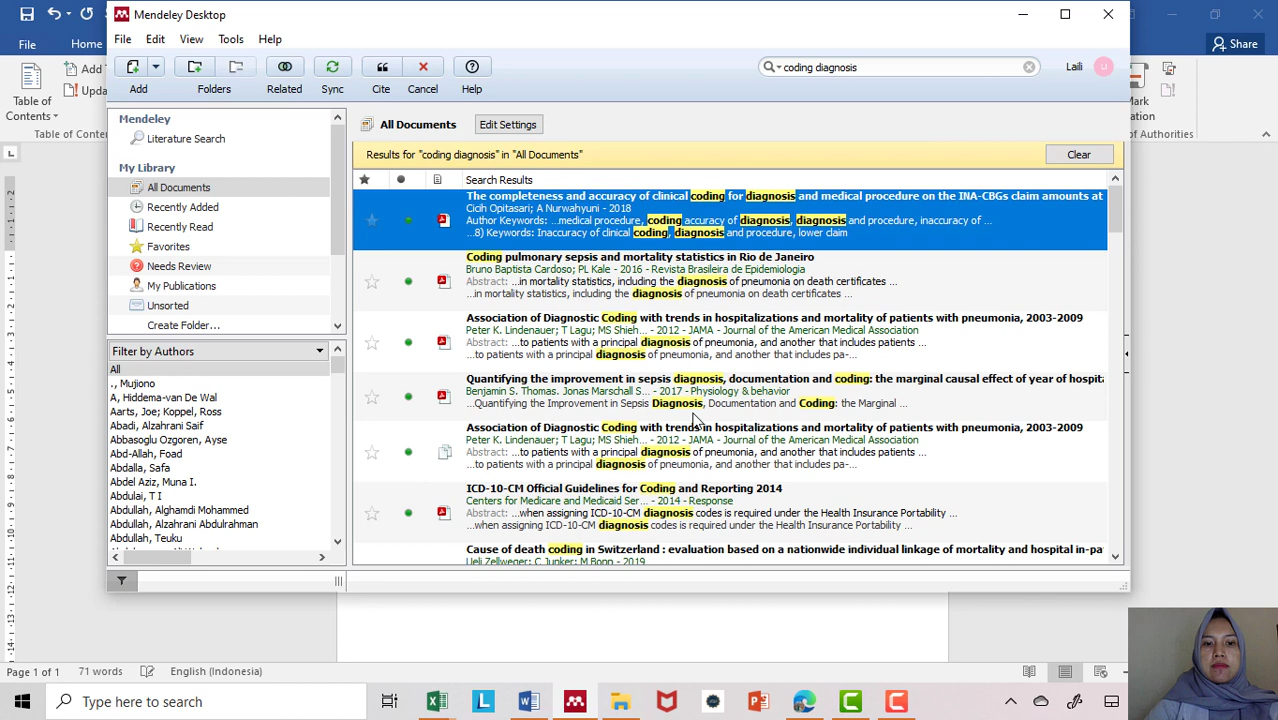 Mendeley Desktop
File
Home
Share
File Edit View Tools Help
Table of
Contents
Add T
Upda
Table of Content
Add
Folders
Related
Sync
Cite
Cancel
Help
coding diagnosis
Laili
LI
Mark
of Authorities
Mendeley
Literature Search
My Library
All Documents
Recently Added
Recently Read
Favorites
Needs Review
My Publications
Unsorted
Create Folder...
Filter by Authors
All
., Mujiono
A, Hamdan Wahyudi
Aarts, Joe; Koppel, Ross
Abadi, Alzahrani Saif
Abbasoglu Ozgoren, Ayse
Abd-Allah, Foad
Abdalla, Safa
Abdel Aziz, Muna I.
Abdulai, T I
Abdullah, Alghamdi Mohammed
Abdullah, Alzahrani Abdulrahman
Abdullah, Teuku
All Documents
Edit Settings
Results for "coding diagnosis" in "All Documents"
Clear
Search Results
The completeness and accuracy of clinical coding for diagnosis and medical procedure on the INA-CBGs claim amounts at
Cicih Opitasari; A Nurwahyuni - 2018
Author Keywords: ...medical procedure, coding accuracy of diagnosis, diagnosis and procedure, inaccuracy of ...
...8) Keywords: Inaccuracy of clinical coding, diagnosis and procedure, lower claim
Coding pulmonary sepsis and mortality statistics in Rio de Janeiro
Bruno Baptista Cardoso; PL Kale - 2016 - Revista Brasileira de Epidemiologia
Abstract: ...in mortality statistics, including the diagnosis of pneumonia on death certificates ...
...in mortality statistics, including the diagnosis of pneumonia on death certificates ...
Association of Diagnostic Coding with trends in hospitalizations and mortality of patients with pneumonia, 2003-2009
Peter K. Lindenauer; T Lagu; MS Shieh... - 2012 - JAMA - Journal of the American Medical Association
Abstract: ...to patients with a principal diagnosis of pneumonia, and another that includes patients ...
...to patients with a principal diagnosis of pneumonia, and another that includes pa-...
Quantifying the improvement in sepsis diagnosis, documentation and coding: the marginal causal effect of year of hospita
Benjamin S. Thomas. Jonas Marschall S... - 2017 - Physiology & behavior
...Quantifying the Improvement in Sepsis Diagnosis, Documentation and Coding: the Marginal ...
Association of Diagnostic Coding with trends in hospitalizations and mortality of patients with pneumonia, 2003-2009
Peter K. Lindenauer; T Lagu; MS Shieh... - 2012 - JAMA - Journal of the American Medical Association
Abstract: ...to patients with a principal diagnosis of pneumonia, and another that includes patients ...
...to patients with a principal diagnosis of pneumonia, and another that includes pa-...
ICD-10-CM Official Guidelines for Coding and Reporting 2014
Centers for Medicare and Medicaid Ser... - 2014 - Response
Abstract: ...when assigning ICD-10-CM diagnosis codes is required under the Health Insurance Portability ...
...when assigning ICD-10-CM diagnosis codes is required under the Health Insurance Portability ...
Cause of death coding in Switzerland : evaluation based on a nationwide individual linkage of mortality and hospital in-pa
Ueli Zellweger; C Junker; M Bopp - 2019
Page 1 of 1
71 words
English (Indonesia)
Type here to search